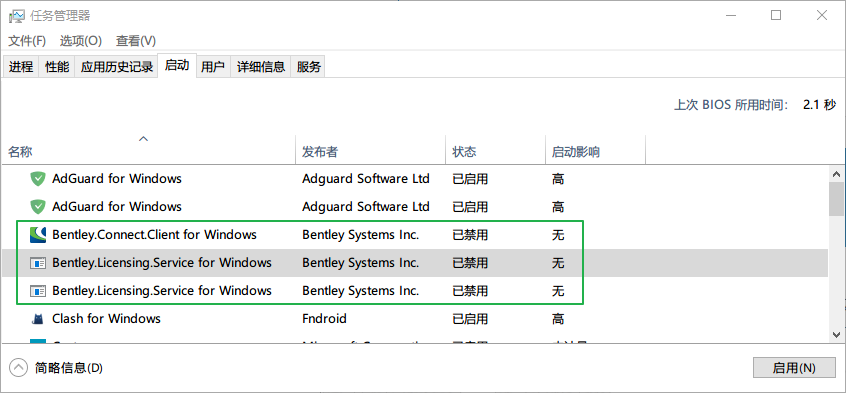 任务管理器
文件(F) 选项(O) 查看(V)
进程 性能 应用历史记录 启动 用户 详细信息 服务
上次 BIOS 所用时间: 2.1 秒
名称 发布者 状态 启动影响
AdGuard for Windows Adguard Software Ltd 已启用 高
AdGuard for Windows Adguard Software Ltd 已启用 高
Bentley.Connect.Client for Windows Bentley Systems Inc. 已禁用 无
Bentley.Licensing.Service for Windows Bentley Systems Inc. 已禁用 无
Bentley.Licensing.Service for Windows Bentley Systems Inc. 已禁用 无
Clash for Windows Fndroid 已启用 高
简略信息(D) 启用(N)